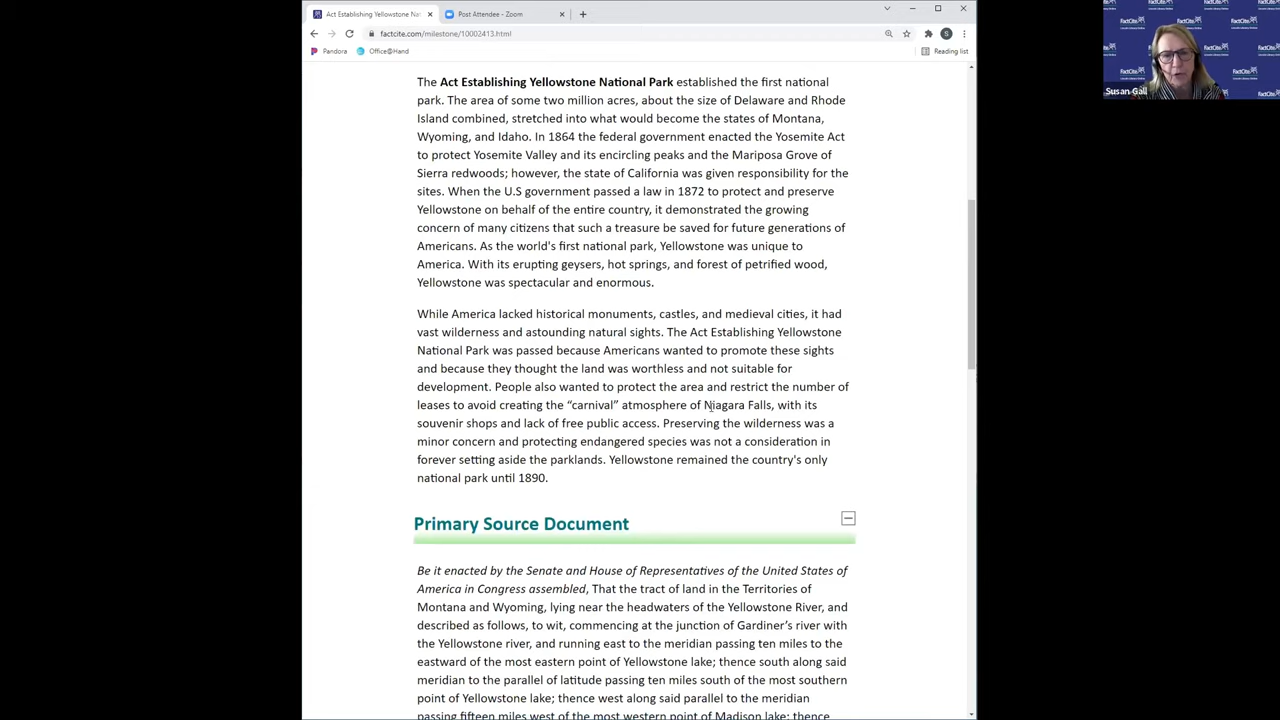 Act Establishing Yellowstone Nat
Post Attendee - Zoom
factcite.com/milestone/10002413.html
S
Pandora
Office@Hand
Reading list
The Act Establishing Yellowstone National Park established the first national
park. The area of some two million acres, about the size of Delaware and Rhode
Island combined, stretched into what would become the states of Montana,
Wyoming, and Idaho. In 1864 the federal government enacted the Yosemite Act
to protect Yosemite Valley and its encircling peaks and the Mariposa Grove of
Sierra redwoods; however, the state of California was given responsibility for the
sites. When the U.S government passed a law in 1872 to protect and preserve
Yellowstone on behalf of the entire country, it demonstrated the growing
concern of many citizens that such a treasure be saved for future generations of
Americans. As the world's first national park, Yellowstone was unique to
America. With its erupting geysers, hot springs, and forest of petrified wood,
Yellowstone was spectacular and enormous.
While America lacked historical monuments, castles, and medieval cities, it had
vast wilderness and astounding natural sights. The Act Establishing Yellowstone
National Park was passed because Americans wanted to promote these sights
and because they thought the land was worthless and not suitable for
development. People also wanted to protect the area and restrict the number of
leases to avoid creating the “carnival” atmosphere of Niagara Falls, with its
souvenir shops and lack of free public access. Preserving the wilderness was a
minor concern and protecting endangered species was not a consideration in
forever setting aside the parklands. Yellowstone remained the country's only
national park until 1890.
Primary Source Document
Be it enacted by the Senate and House of Representatives of the United States of
America in Congress assembled, That the tract of land in the Territories of
Montana and Wyoming, lying near the headwaters of the Yellowstone River, and
described as follows, to wit, commencing at the junction of Gardiner’s river with
the Yellowstone river, and running east to the meridian passing ten miles to the
eastward of the most eastern point of Yellowstone lake; thence south along said
meridian to the parallel of latitude passing ten miles south of the most southern
point of Yellowstone lake; thence west along said parallel to the meridian
passing fifteen miles west of the most western point of Madison lake; thence
FactCite
Susan Gall